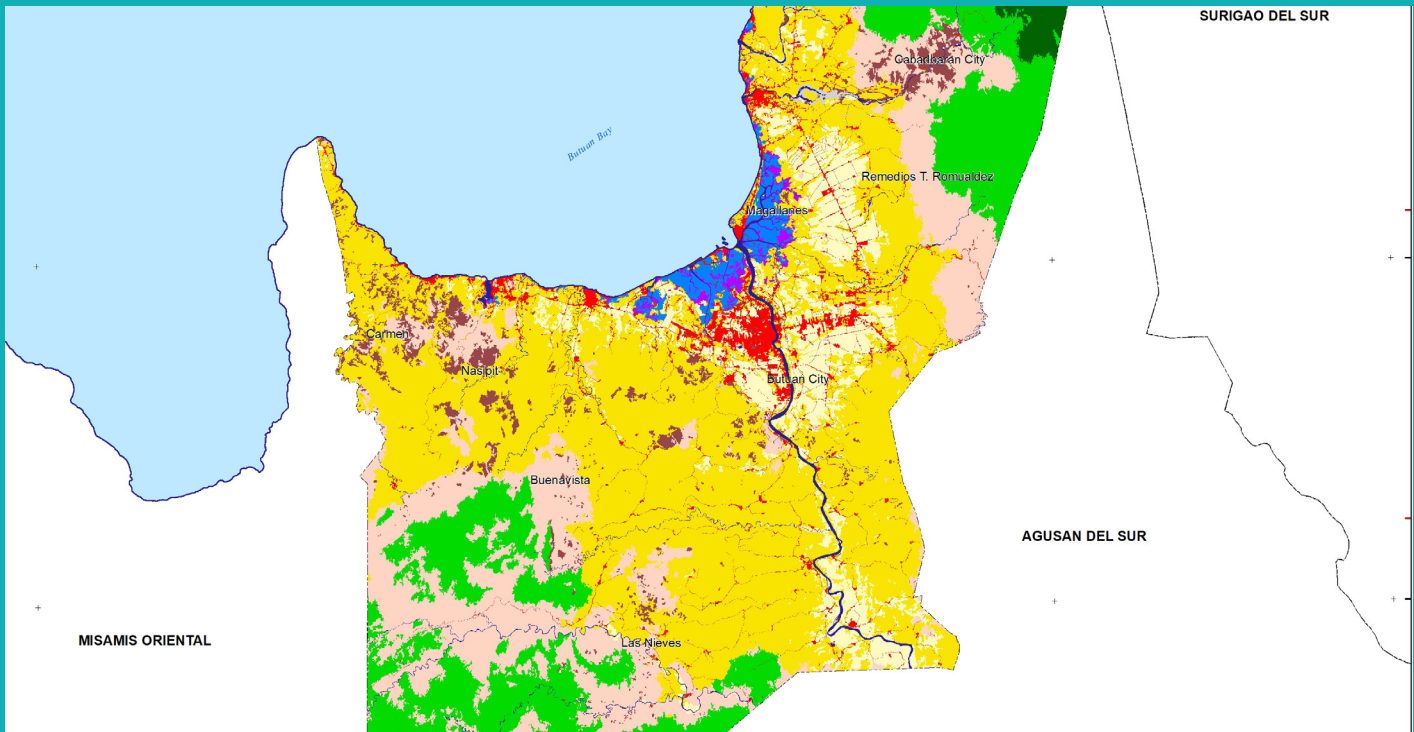 SURIGAO DEL SUR
Cabadbaran City
Butuan Bay
Remedios T. Romualdez
Magallanes
Carmen
Nasipit
Butuan City
Buenavista
AGUSAN DEL SUR
MISAMIS ORIENTAL
Las Nieves